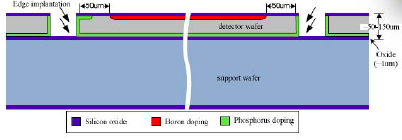 Edge implantation
50um
50um
detector wafer
50-150um
Oxide
(~1um)
support wafer
Silicon oxide
Boron doping
Phosphorus doping